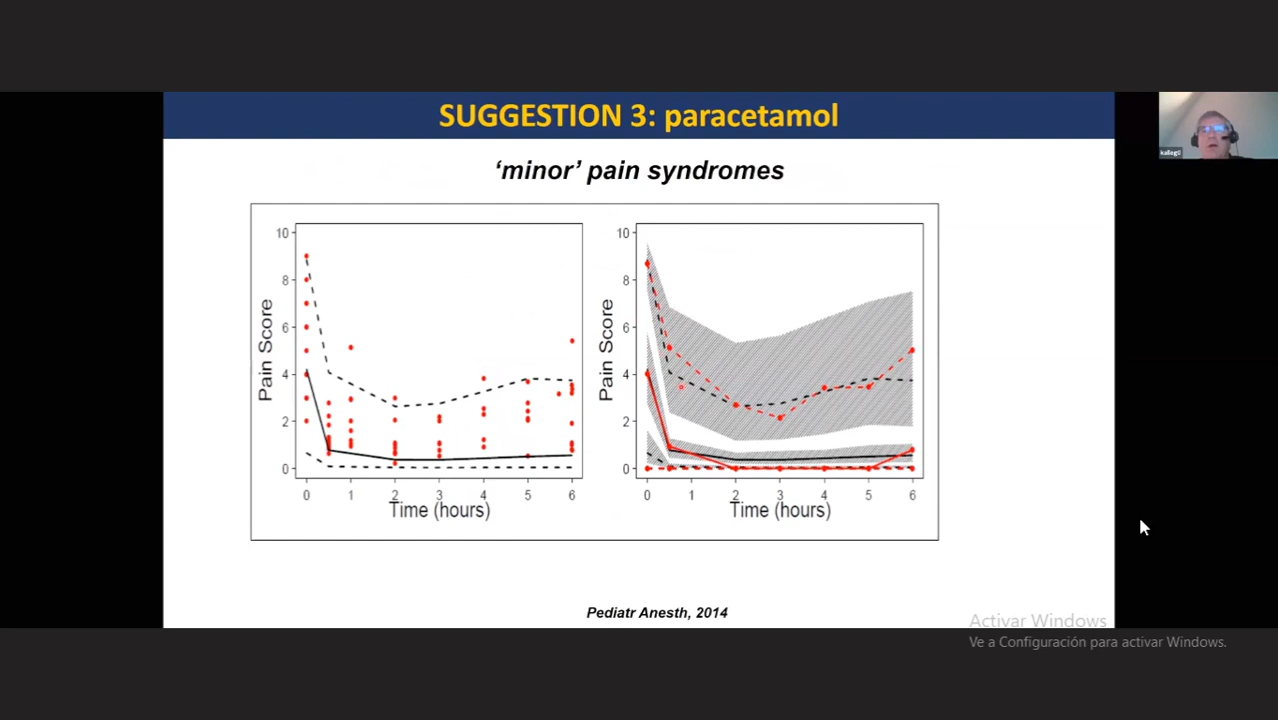 SUGGESTION 3: paracetamol
kallegt0
‘minor’ pain syndromes
10
8
6
4
2
0
Pain Score
0 1 2 3 4 5 6
Time (hours)
10
8
6
4
2
0
Pain Score
0 1 2 3 4 5 6
Time (hours)
Pediatr Anesth, 2014
Activar Windows
Ve a Configuración para activar Windows.